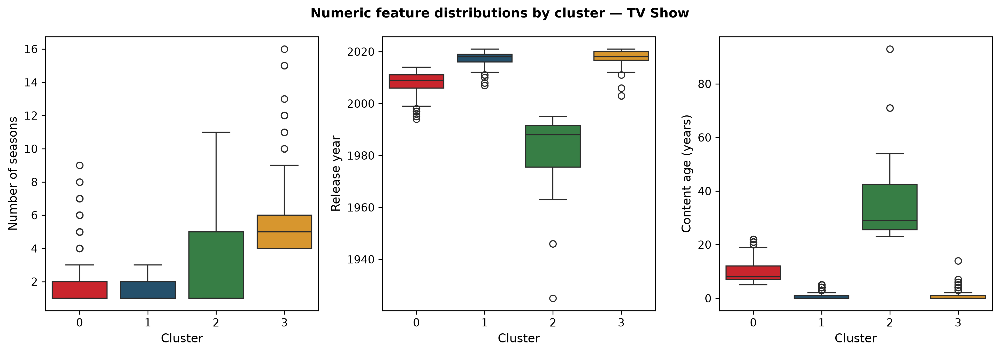 Numeric feature distributions by cluster — TV Show
Number of seasons
16
14
12
10
8
6
4
2
0 1 2 3
Cluster
Release year
2020
2000
1980
1960
1940
0 1 2 3
Cluster
Content age (years)
80
60
40
20
0
0 1 2 3
Cluster